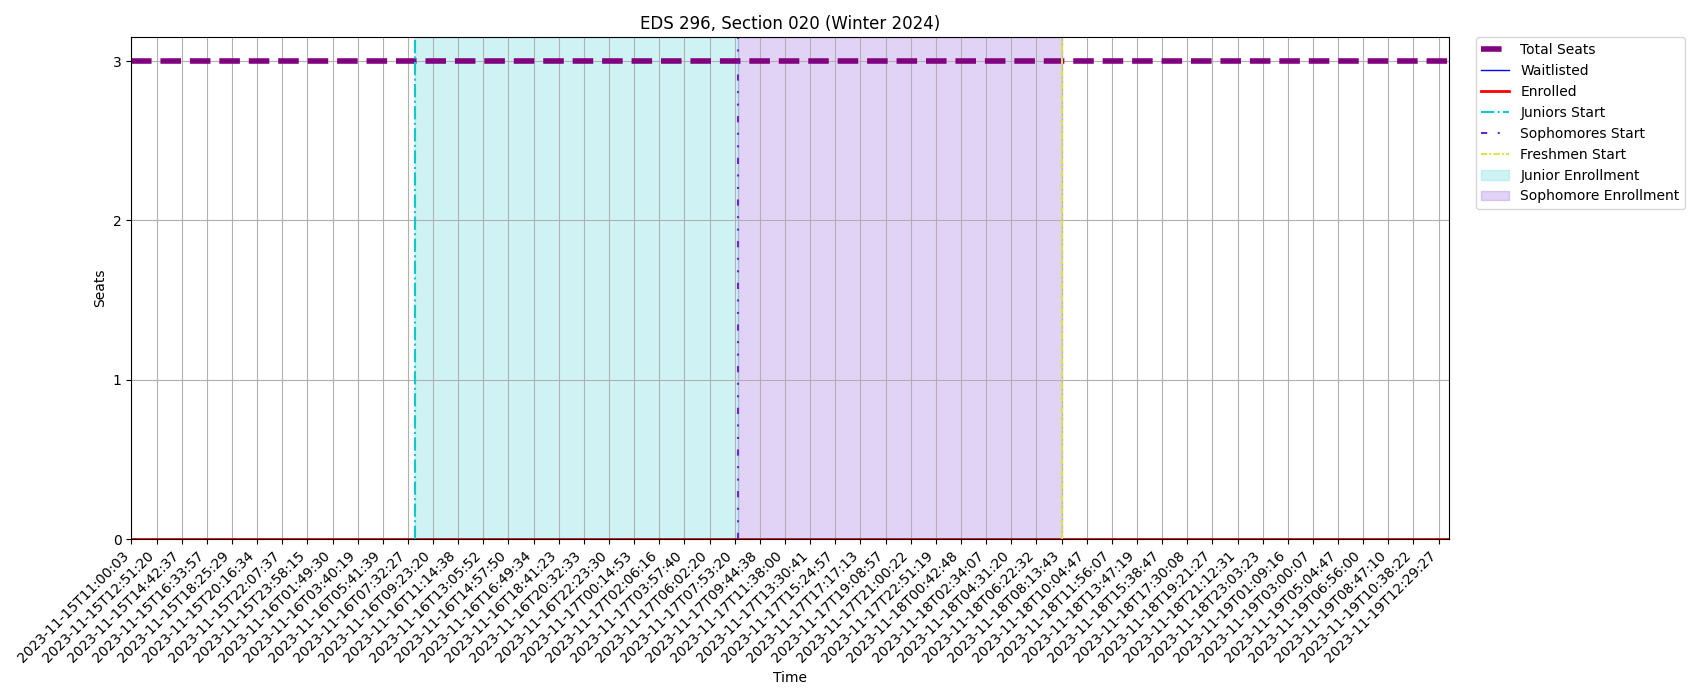 EDS 296, Section 020 (Winter 2024)
Total Seats
Waitlisted
Enrolled
Juniors Start
Sophomores Start
Freshmen Start
Junior Enrollment
Sophomore Enrollment
Seats
3
2
1
0
2023-11-15T11:00:03
2023-11-15T12:51:20
2023-11-15T14:42:37
2023-11-15T16:33:57
2023-11-15T18:25:29
2023-11-15T20:16:34
2023-11-15T22:07:37
2023-11-15T23:58:15
2023-11-16T01:49:30
2023-11-16T03:40:19
2023-11-16T05:41:39
2023-11-16T07:32:27
2023-11-16T09:23:20
2023-11-16T11:14:38
2023-11-16T13:05:52
2023-11-16T14:57:50
2023-11-16T16:49:34
2023-11-16T18:41:23
2023-11-16T20:32:33
2023-11-16T22:23:30
2023-11-17T00:14:53
2023-11-17T02:06:16
2023-11-17T03:57:40
2023-11-17T06:02:20
2023-11-17T07:53:20
2023-11-17T09:44:38
2023-11-17T11:38:00
2023-11-17T13:30:41
2023-11-17T15:24:57
2023-11-17T17:17:13
2023-11-17T19:08:57
2023-11-17T21:00:22
2023-11-17T22:51:19
2023-11-18T00:42:48
2023-11-18T02:34:07
2023-11-18T04:31:20
2023-11-18T06:22:32
2023-11-18T08:13:43
2023-11-18T10:04:47
2023-11-18T11:56:07
2023-11-18T13:47:19
2023-11-18T15:38:47
2023-11-18T17:30:08
2023-11-18T19:21:27
2023-11-18T21:12:31
2023-11-18T23:03:23
2023-11-19T01:09:16
2023-11-19T03:00:07
2023-11-19T05:04:47
2023-11-19T06:56:00
2023-11-19T08:47:10
2023-11-19T10:38:22
2023-11-19T12:29:27
Time